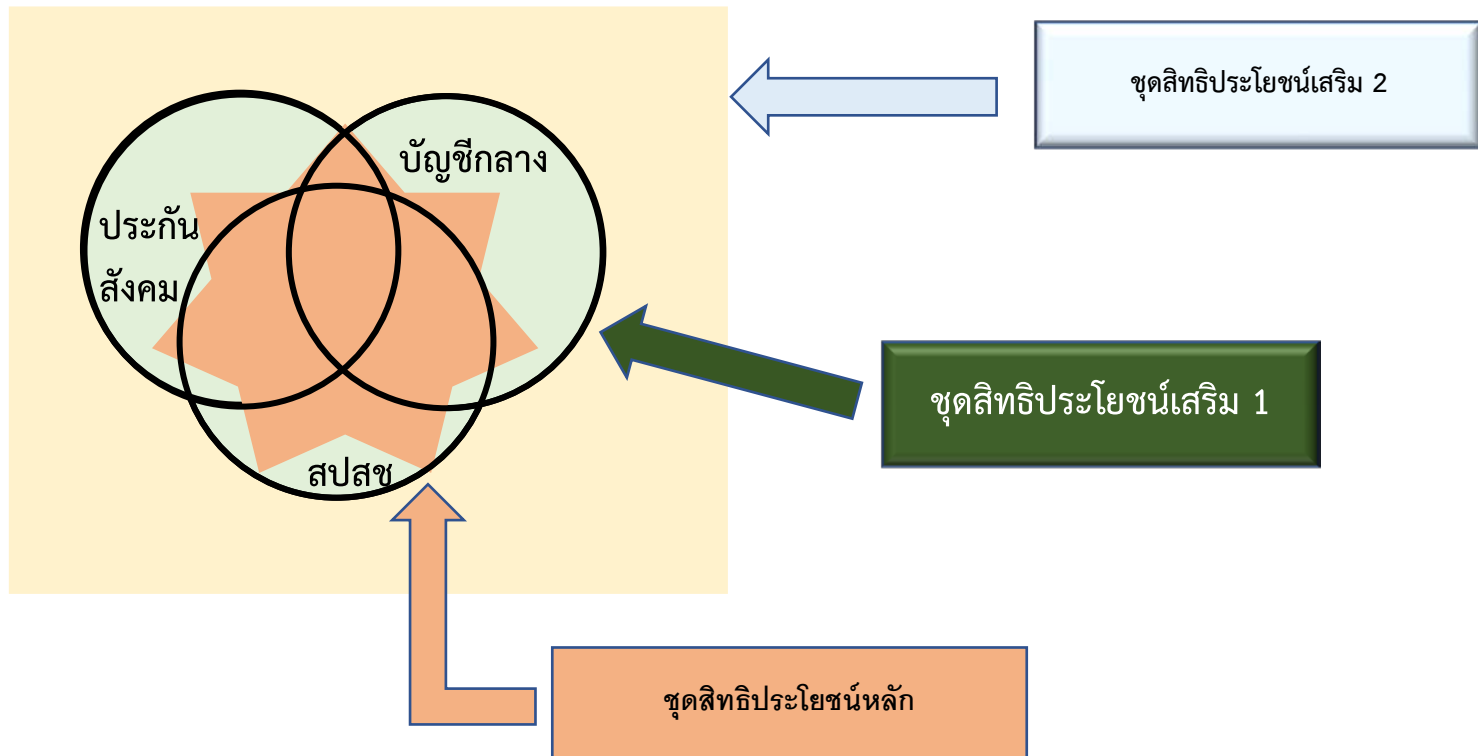 ชุดสิทธิประโยชน์เสริม 2
บัญชีกลาง
ประกัน
สังคม
ชุดสิทธิประโยชน์เสริม 1
สปสช
ชุดสิทธิประโยชน์หลัก